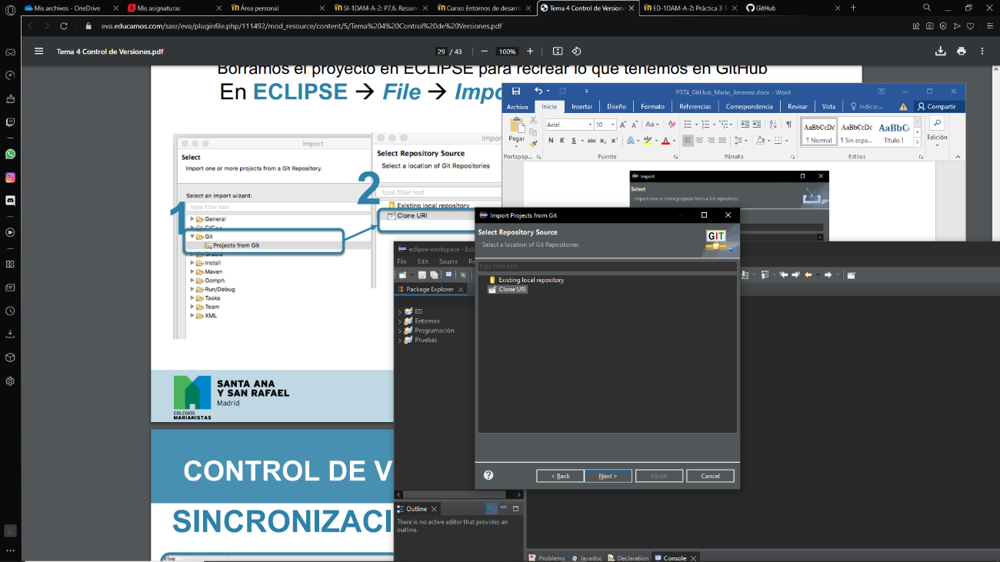 Mis archivos - OneDrive
Mis asignaturas
Área personal
SI-1DAM-A-2: P7.6. Resum
Curso: Entornos de desarro
Tema 4 Control de Version
ED-1DAM-A-2: Práctica 3 T
GitHub
eva.educamos.com/sasr/eva/pluginfile.php/111492/mod_resource/content/5/Tema%204%20Control%20de%20Versiones.pdf
Tema 4 Control de Versiones.pdf
29 / 43
100%
Borramos el proyecto en ECLIPSE para recrear lo que tenemos en GitHub
En ECLIPSE → File → Impo
P3T4_GitHub_Mario_Jimenez.docx - Word
Archivo
Inicio
Insertar
Diseño
Formato
Referencias
Correspondencia
Revisar
Vista
Indicar...
Compartir
Pegar
Arial
10
N K S abc x₂ x²
Aa
AaBbCcDc
AaBbCcDc
AaBbCc
¶ Normal
¶ Sin espa...
Título 1
Edición
Portapap...
Fuente
Párrafo
Estilos
Import
Select
Import one or more projects from a Git Repository.
Select an import wizard:
type filter text
1
General
C/C++
Git
Projects from Git
Gradle
Install
Maven
Oomph
Run/Debug
Tasks
Team
XML
Impor
Select Repository Source
Select a location of Git Repositories
2
type filter text
Existing local repository
Clone URI
Import
Select
Import one or more projects from a Git Repository.
Import Projects from Git
Select Repository Source
Select a location of Git Repositories
GIT
type filter text
Existing local repository
Clone URI
< Back
Next >
Finish
Cancel
eclipse-workspace - Ecli
File
Edit
Source
Re
Package Explorer
ED
Entornos
Programación
Pruebas
Outline
There is no active editor that provides an
outline.
Problems
Javadoc
Declaration
Console
SANTA ANA
Y SAN RAFAEL
Madrid
COLEGIOS
MARIANISTAS
CONTROL DE V
SINCRONIZACI
drive